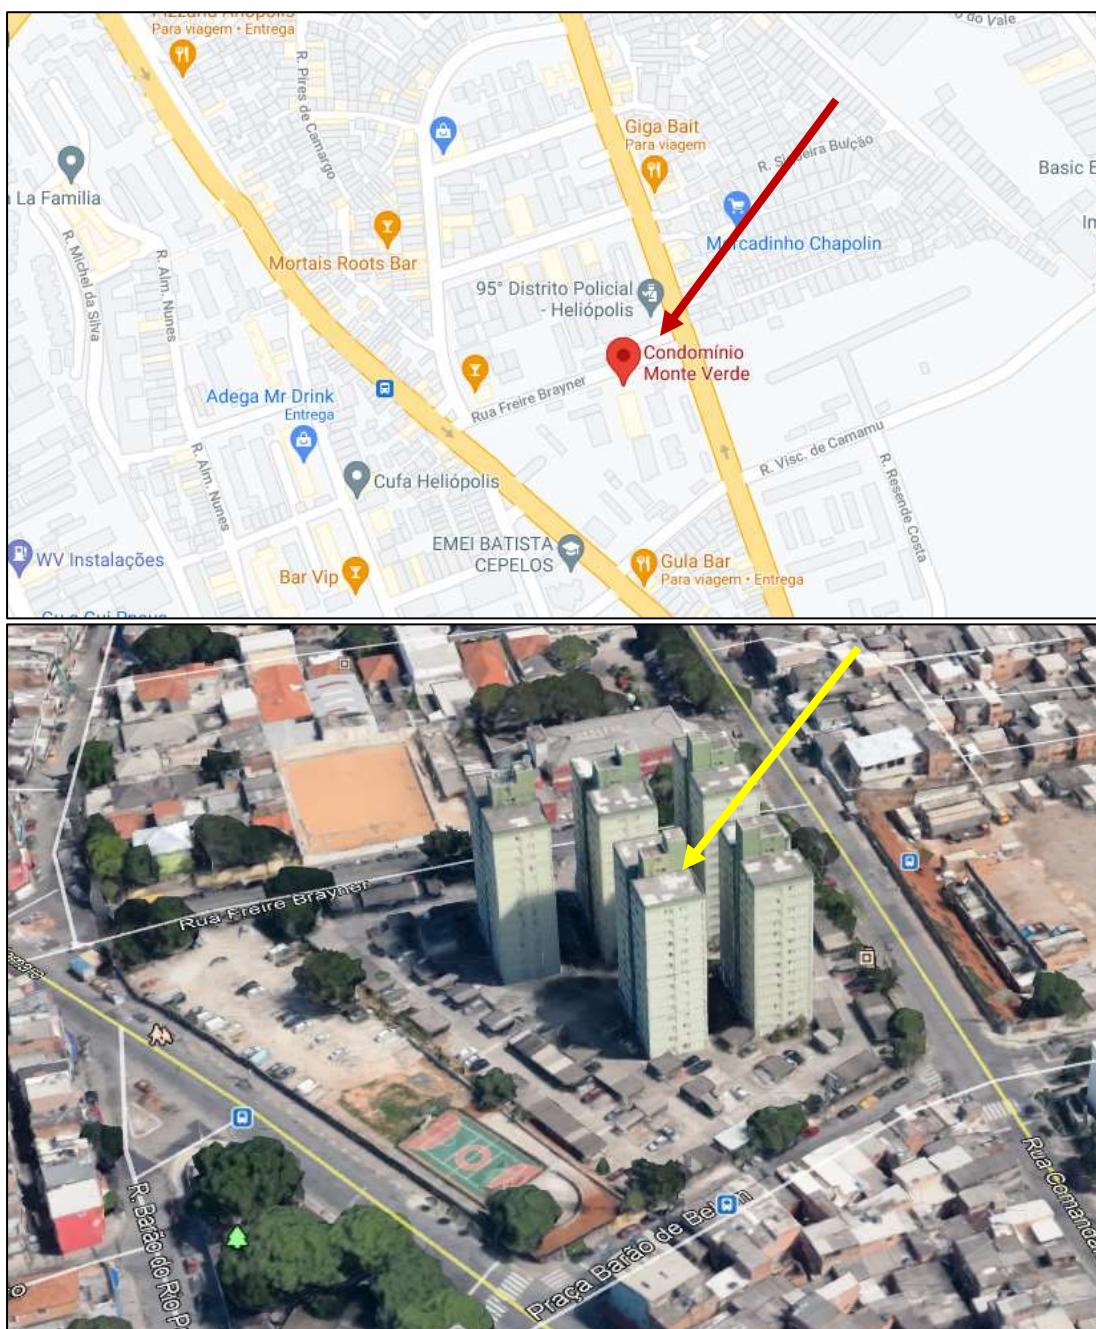 Para viagem • Entrega
do Vale
R. Pires de Camargo
Giga Bait
Para viagem
R. Silveira Bulcão
Basic E
a La Familia
In
Mercadinho Chapolin
R. Michel da Silva
R. Alm. Nunes
Mortais Roots Bar
95° Distrito Policial
- Heliópolis
Condomínio
Monte Verde
Rua Freire Brayner
Adega Mr Drink
Entrega
R. Visc. de Camamu
R. Resende Costa
R. Alm. Nunes
Cufa Heliópolis
EMEI BATISTA
CEPELOS
WV Instalações
Bar Vip
Gula Bar
Para viagem • Entrega
Rua Freire Brayner
R. Barão do Rio P
Praça Barão de Belém
Rua Comandan